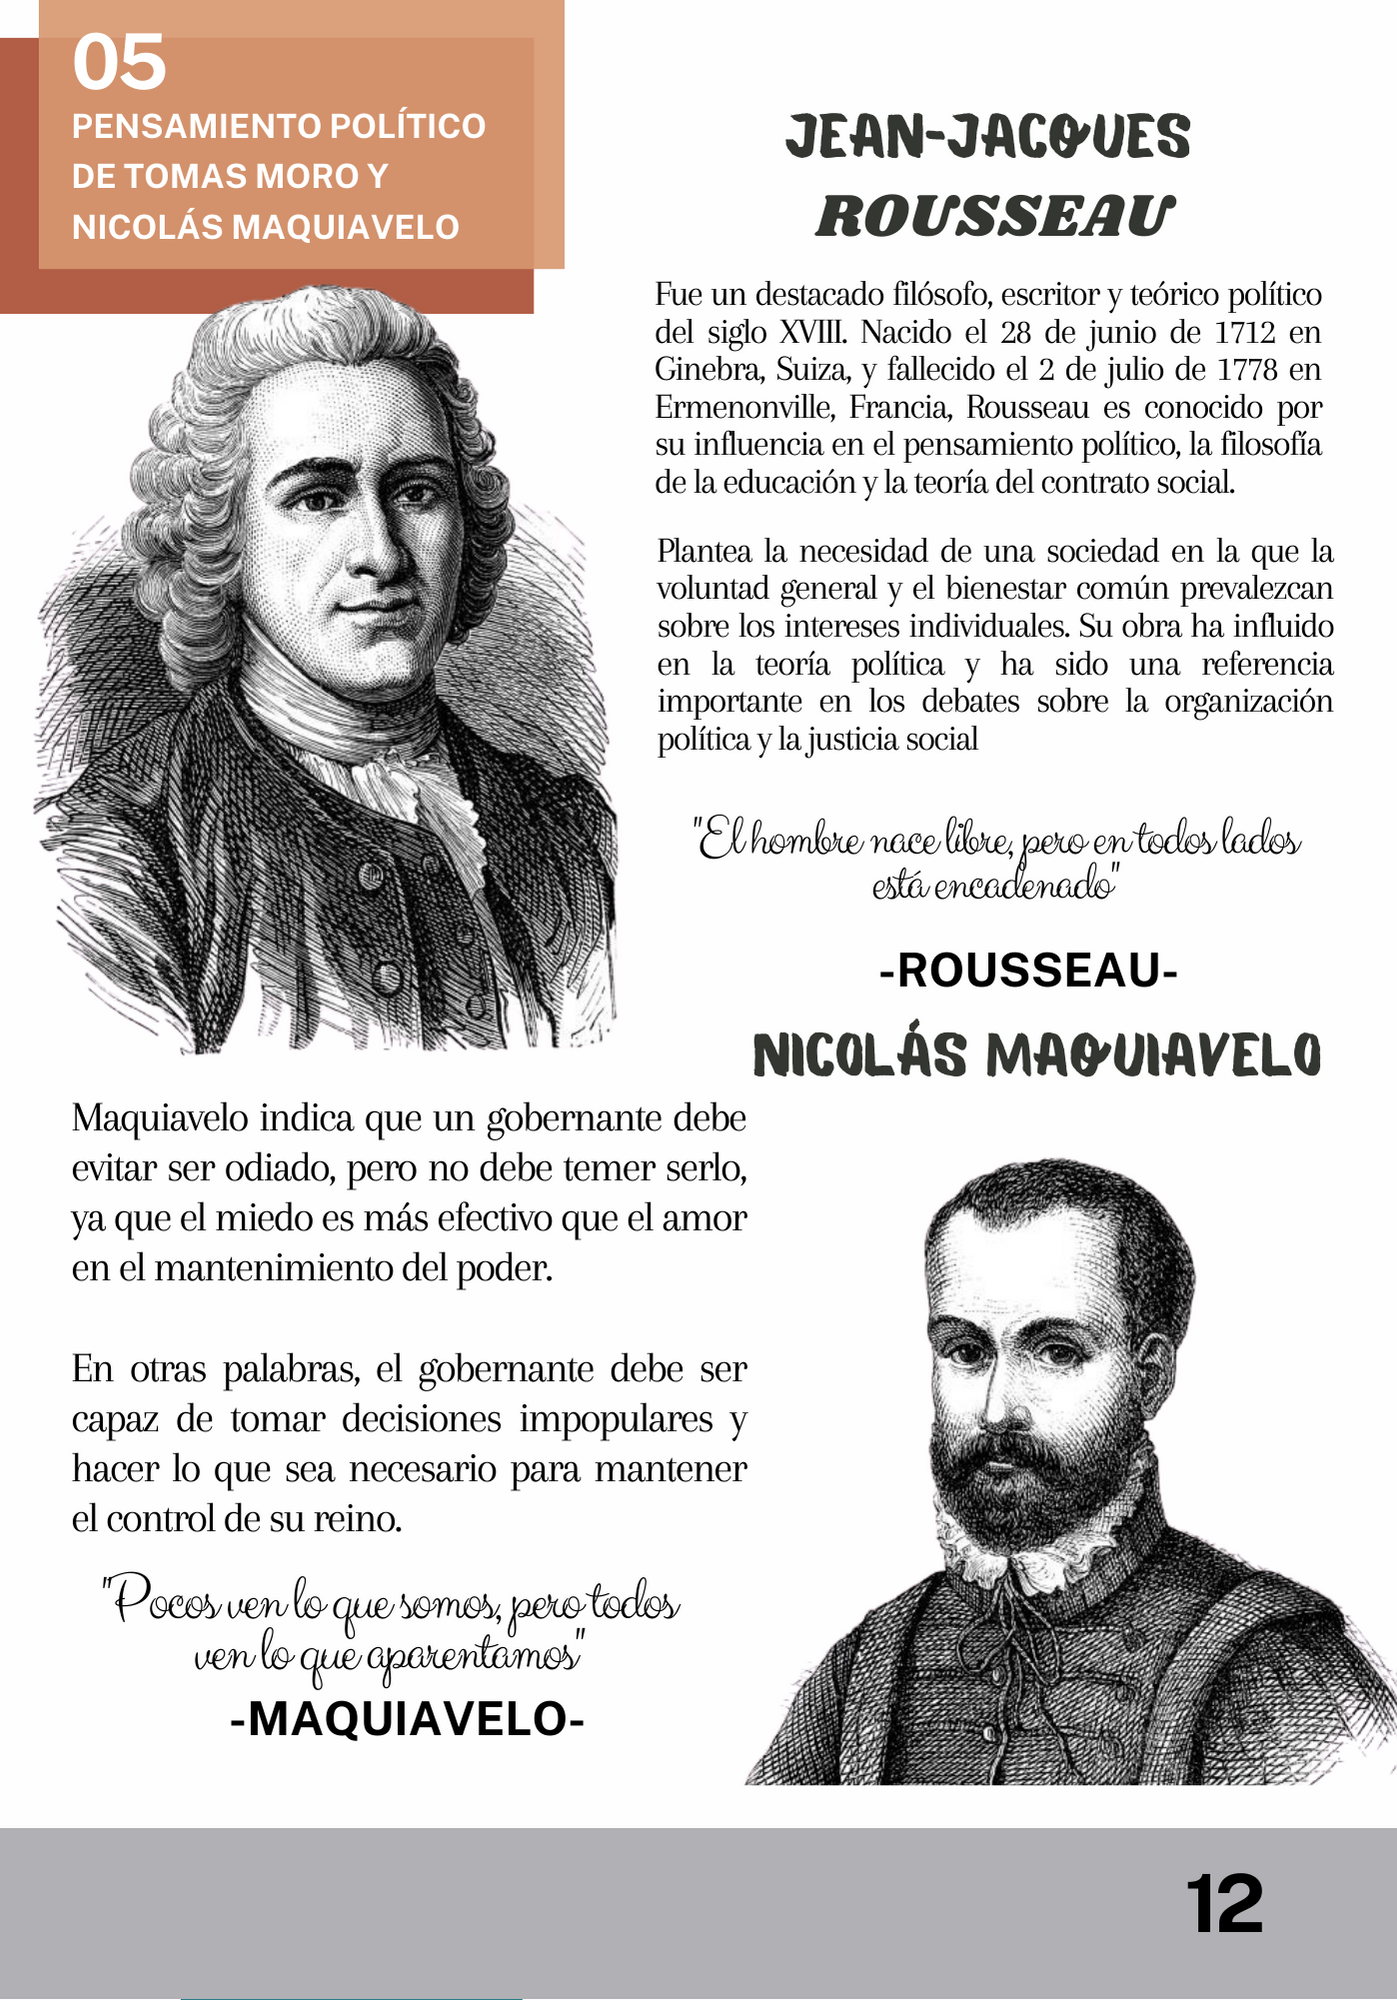 05
PENSAMIENTO POLÍTICO
DE TOMAS MORO Y
NICOLÁS MAQUIAVELO
JEAN-JACQUES
ROUSSEAU
Fue un destacado filósofo, escritor y teórico político
del siglo XVIII. Nacido el 28 de junio de 1712 en
Ginebra, Suiza, y fallecido el 2 de julio de 1778 en
Ermenonville, Francia, Rousseau es conocido por
su influencia en el pensamiento político, la filosofía
de la educación y la teoría del contrato social.
Plantea la necesidad de una sociedad en la que la
voluntad general y el bienestar común prevalezcan
sobre los intereses individuales. Su obra ha influido
en la teoría política y ha sido una referencia
importante en los debates sobre la organización
política y la justicia social
"El hombre nace libre, pero en todos lados
está encadenado"
-ROUSSEAU-
NICOLÁS MAQUIAVELO
Maquiavelo indica que un gobernante debe
evitar ser odiado, pero no debe temer serlo,
ya que el miedo es más efectivo que el amor
en el mantenimiento del poder.
En otras palabras, el gobernante debe ser
capaz de tomar decisiones impopulares y
hacer lo que sea necesario para mantener
el control de su reino.
"Pocos ven lo que somos, pero todos
ven lo que aparentamos"
-MAQUIAVELO-
12